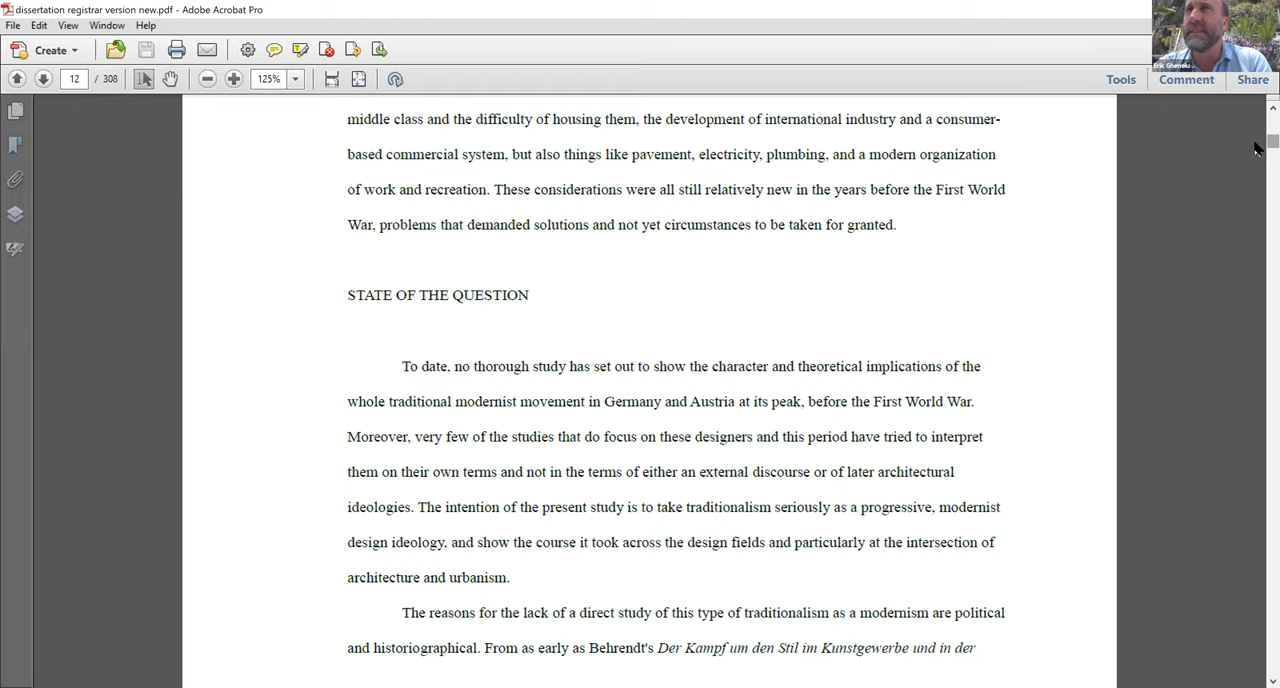 dissertation registrar version new.pdf - Adobe Acrobat Pro
File Edit View Window Help
Create
12 / 308
125%
Tools Comment Share
middle class and the difficulty of housing them, the development of international industry and a consumer-
based commercial system, but also things like pavement, electricity, plumbing, and a modern organization
of work and recreation. These considerations were all still relatively new in the years before the First World
War, problems that demanded solutions and not yet circumstances to be taken for granted.
STATE OF THE QUESTION
To date, no thorough study has set out to show the character and theoretical implications of the
whole traditional modernist movement in Germany and Austria at its peak, before the First World War.
Moreover, very few of the studies that do focus on these designers and this period have tried to interpret
them on their own terms and not in the terms of either an external discourse or of later architectural
ideologies. The intention of the present study is to take traditionalism seriously as a progressive, modernist
design ideology, and show the course it took across the design fields and particularly at the intersection of
architecture and urbanism.
The reasons for the lack of a direct study of this type of traditionalism as a modernism are political
and historiographical. From as early as Behrendt's Der Kampf um den Stil im Kunstgewerbe und in der